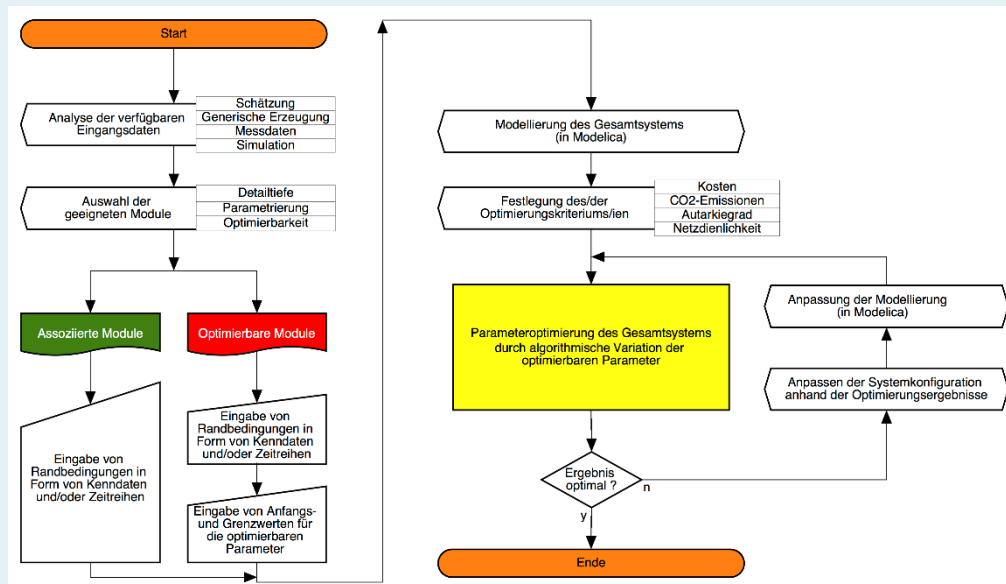 Start
Analyse der verfügbaren
Eingangsdaten
Schätzung
Generische Erzeugung
Messdaten
Simulation
Auswahl der
geeigneten Module
Detailtiefe
Parametrierung
Optimierbarkeit
Assoziierte Module
Optimierbare Module
Eingabe von
Randbedingungen in
Form von Kenndaten
und/oder Zeitreihen
Eingabe von
Randbedingungen in
Form von Kenndaten
und/oder Zeitreihen
Eingabe von Anfangs-
und Grenzwerten für
die optimierbaren
Parameter
Modellierung des Gesamtsystems
(in Modelica)
Festlegung des/der
Optimierungskriteriums/ien
Kosten
CO2-Emissionen
Autarkiegrad
Netzdienlichkeit
Parameteroptimierung des Gesamtsystems
durch algorithmische Variation der
optimierbaren Parameter
Anpassung der Modellierung
(in Modelica)
Anpassen der Systemkonfiguration
anhand der Optimierungsergebnisse
Ergebnis
optimal ?
n
y
Ende